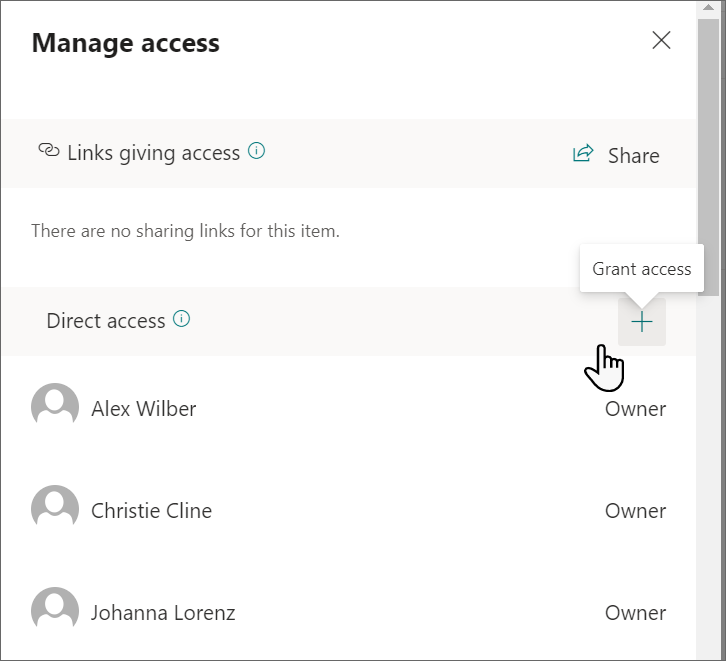 Manage access
Links giving access
Share
There are no sharing links for this item.
Grant access
Direct access
Alex Wilber
Owner
Christie Cline
Owner
Johanna Lorenz
Owner